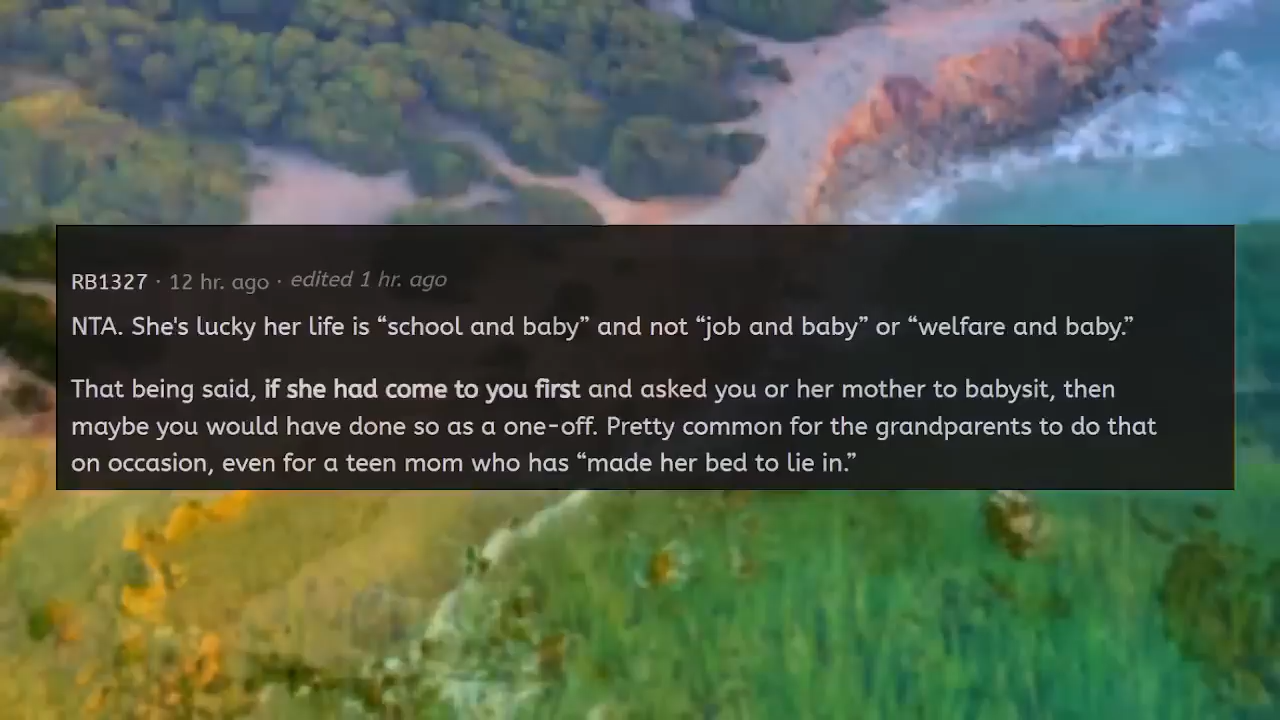 RB1327 · 12 hr. ago · edited 1 hr. ago
NTA. She's lucky her life is “school and baby” and not “job and baby” or “welfare and baby.”
That being said, if she had come to you first and asked you or her mother to babysit, then
maybe you would have done so as a one-off. Pretty common for the grandparents to do that
on occasion, even for a teen mom who has “made her bed to lie in.”